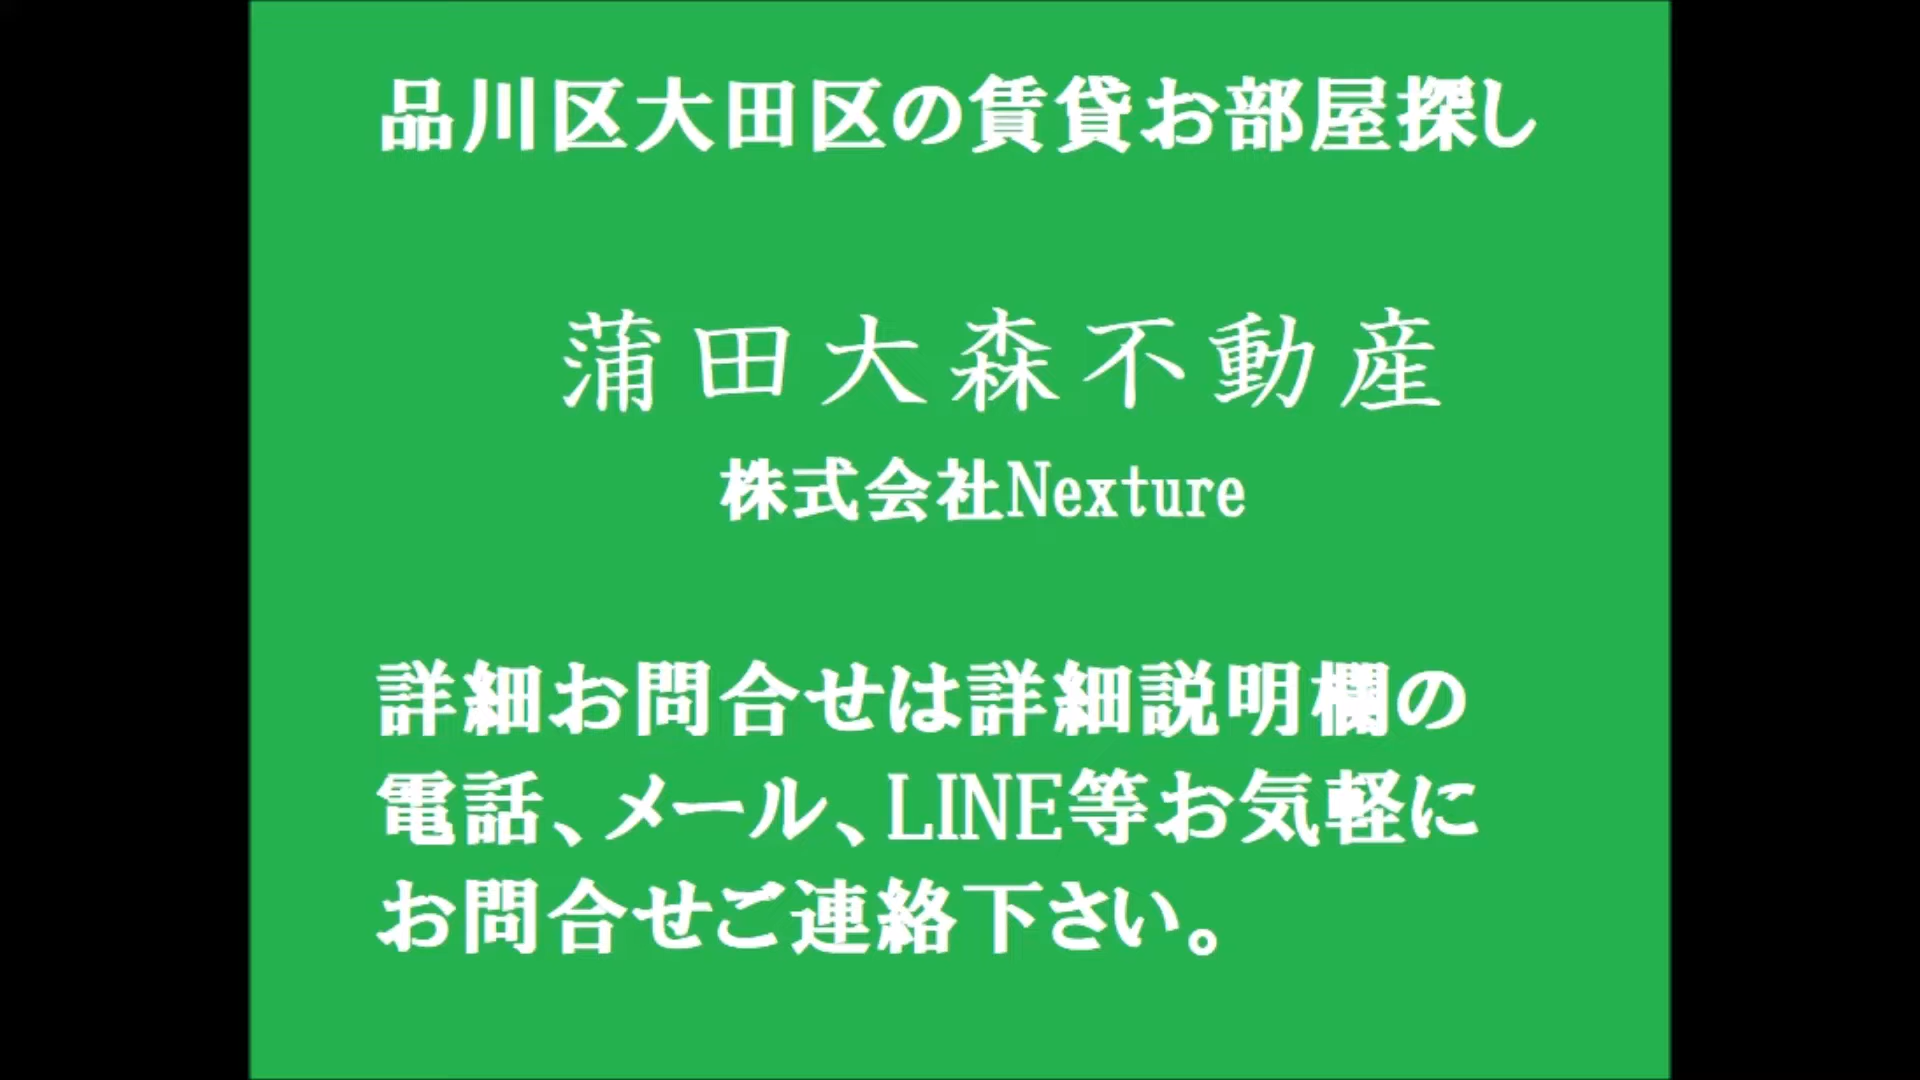 品川区大田区の賃貸お部屋探し
蒲田大森不動産
株式会社Nexture
詳細お問合せは詳細説明欄の
電話、メール、LINE等お気軽に
お問合せご連絡下さい。